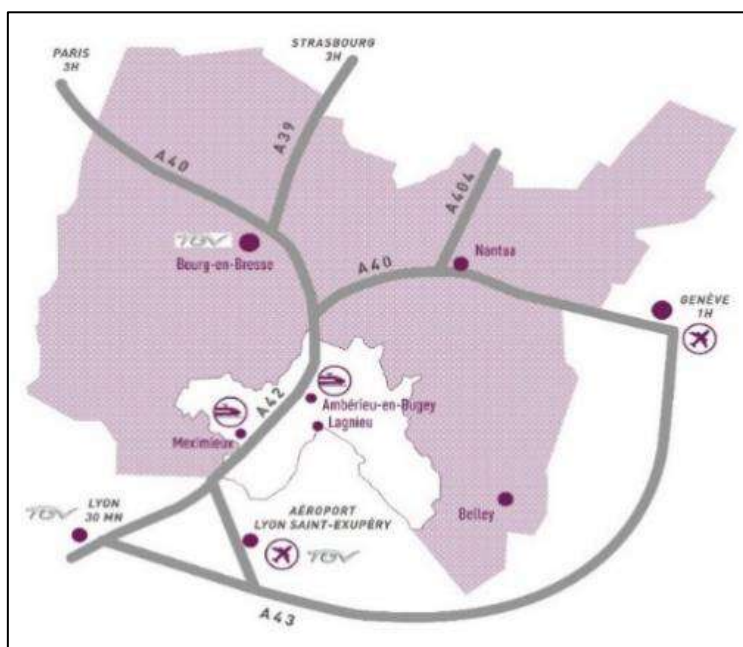 STRASBOURG
3H
PARIS
3H
A39
A40
A404
TGV
Bourg-en-Bresse
A40
Nantua
GENÈVE
1H
A42
Ambérieu-en-Bugey
Lagnieu
Meximieux
TGV
LYON
30 MN
AÉROPORT
LYON SAINT-EXUPÉRY
TGV
Belley
A43